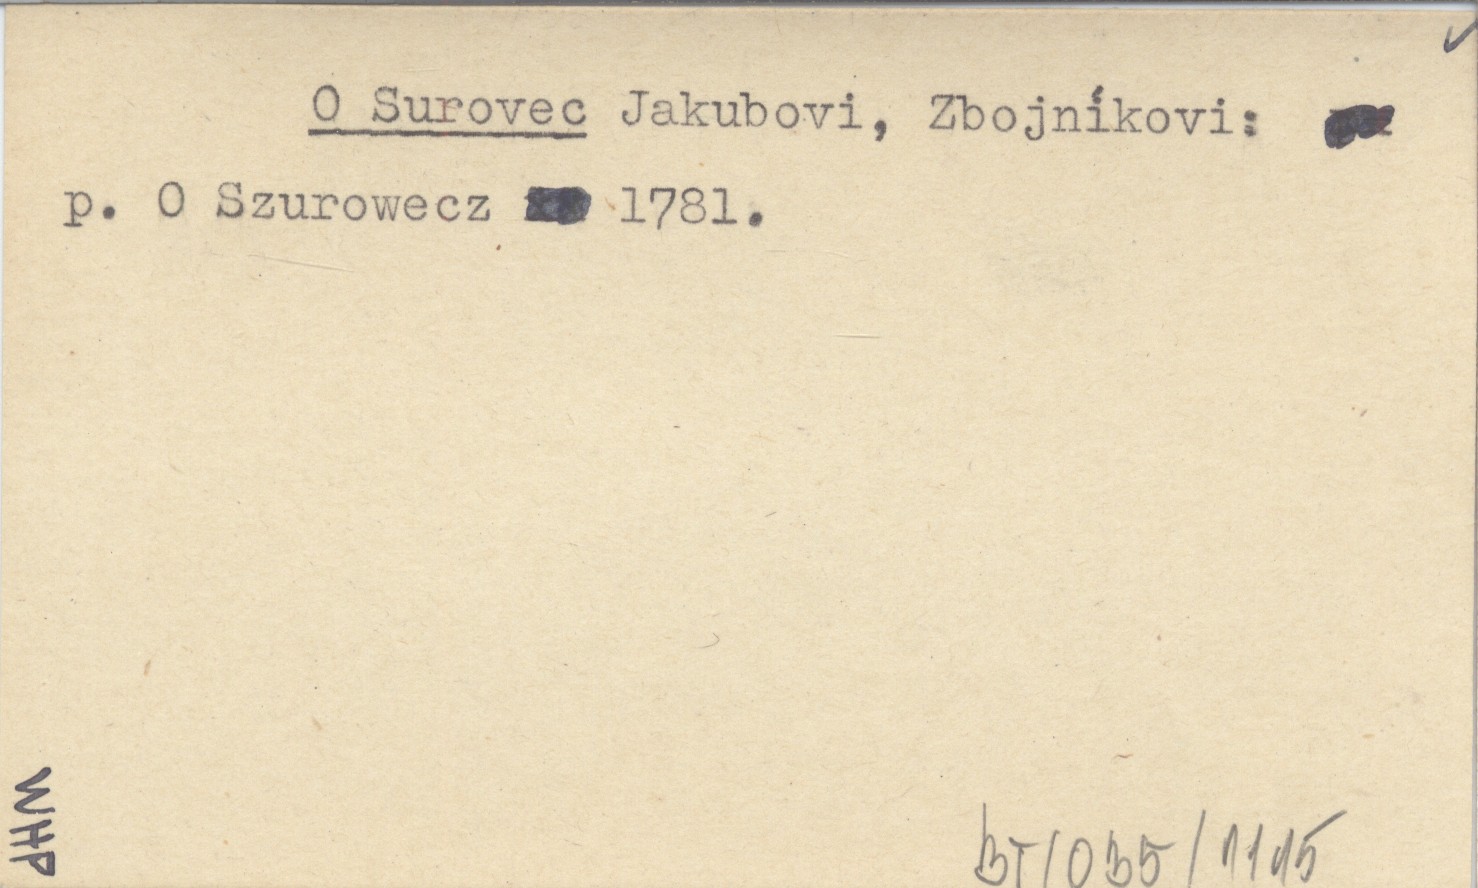 O Surovec Jakubovi, Zbojníkovi:
p. O Szurowecz 1781.
WHP
BT/035/1115